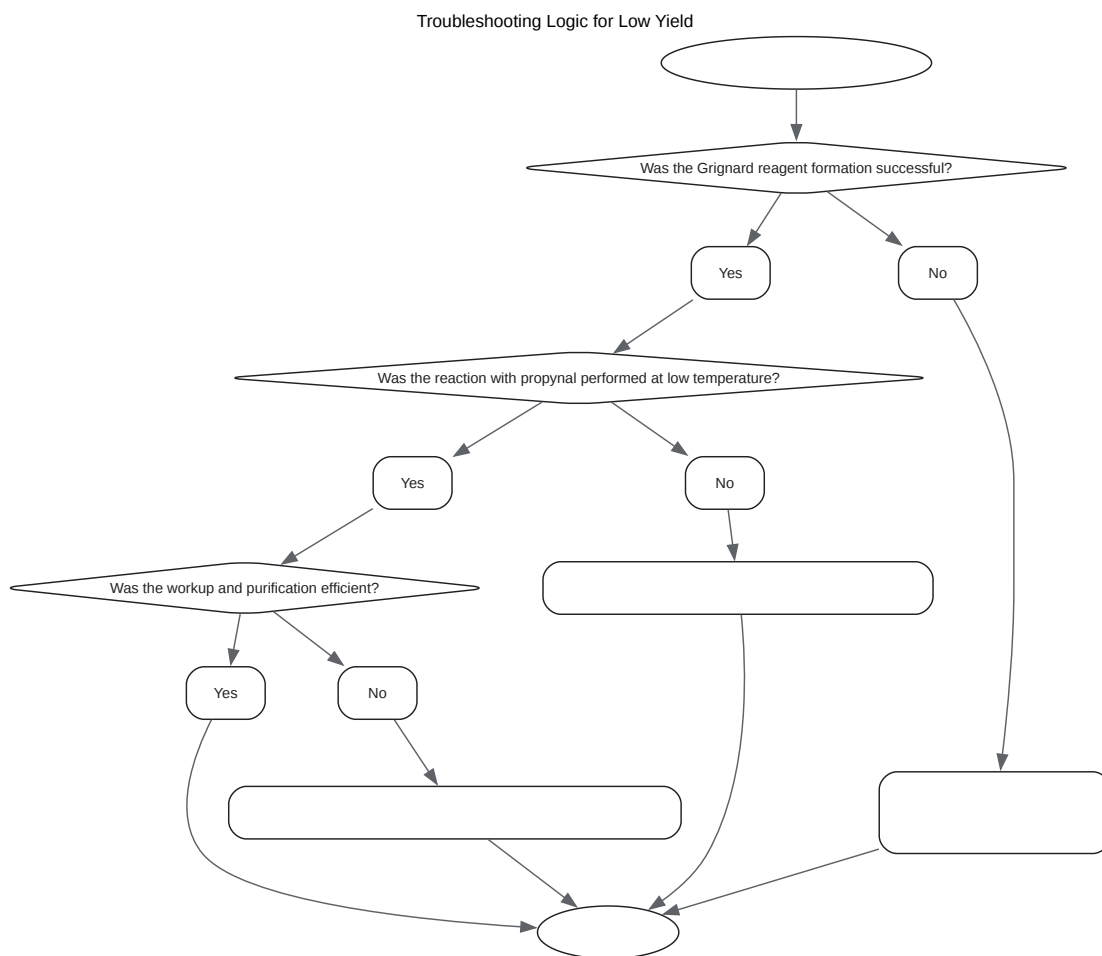 Troubleshooting Logic for Low Yield
Was the Grignard reagent formation successful?
Yes
No
Was the reaction with propynal performed at low temperature?
Yes
No
Was the workup and purification efficient?
Yes
No